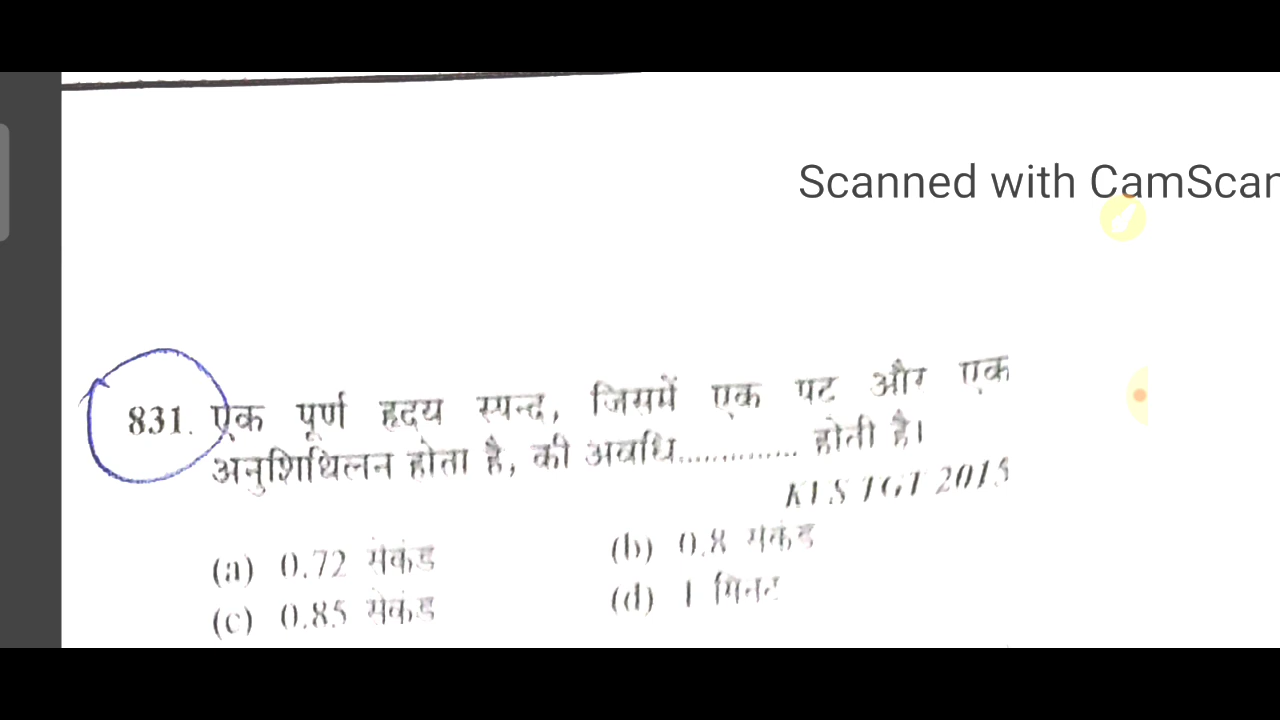 Scanned with CamScan
831. एक पूर्ण हृदय स्पन्द, जिसमें एक पट और एक
अनुशिथिलन होता है, की अवधि............. होती है।
KVS TGT 2015
(a) 0.72 सेकंड
(b) 0.8 सेकंड
(c) 0.85 सेकंड
(d) 1 मिनट